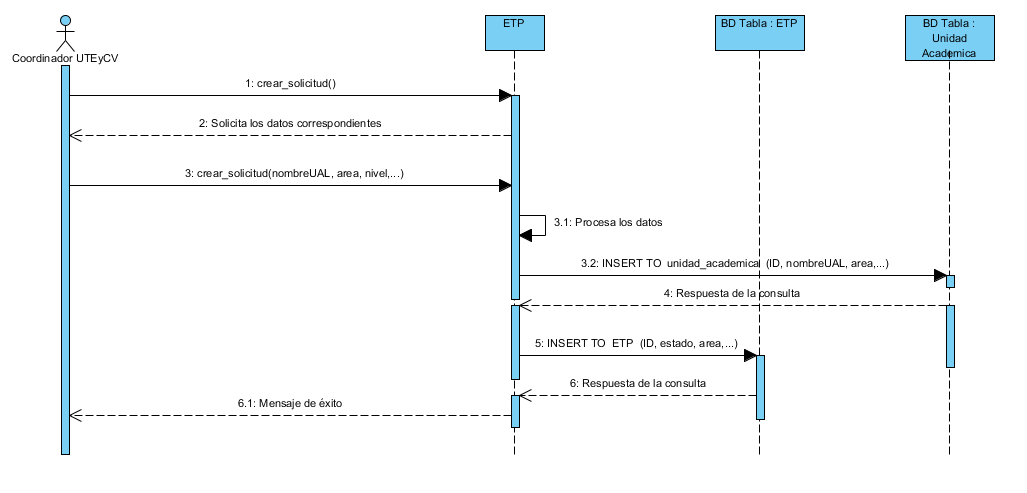 Coordinador UTEyCV
ETP
BD Tabla : ETP
BD Tabla :
Unidad
Academica
1: crear_solicitud()
2: Solicita los datos correspondientes
3: crear_solicitud(nombreUAL, area, nivel,...)
3.1: Procesa los datos
3.2: INSERT TO unidad_academica (ID, nombreUAL, area,...)
4: Respuesta de la consulta
5: INSERT TO ETP (ID, estado, area,...)
6: Respuesta de la consulta
6.1: Mensaje de éxito